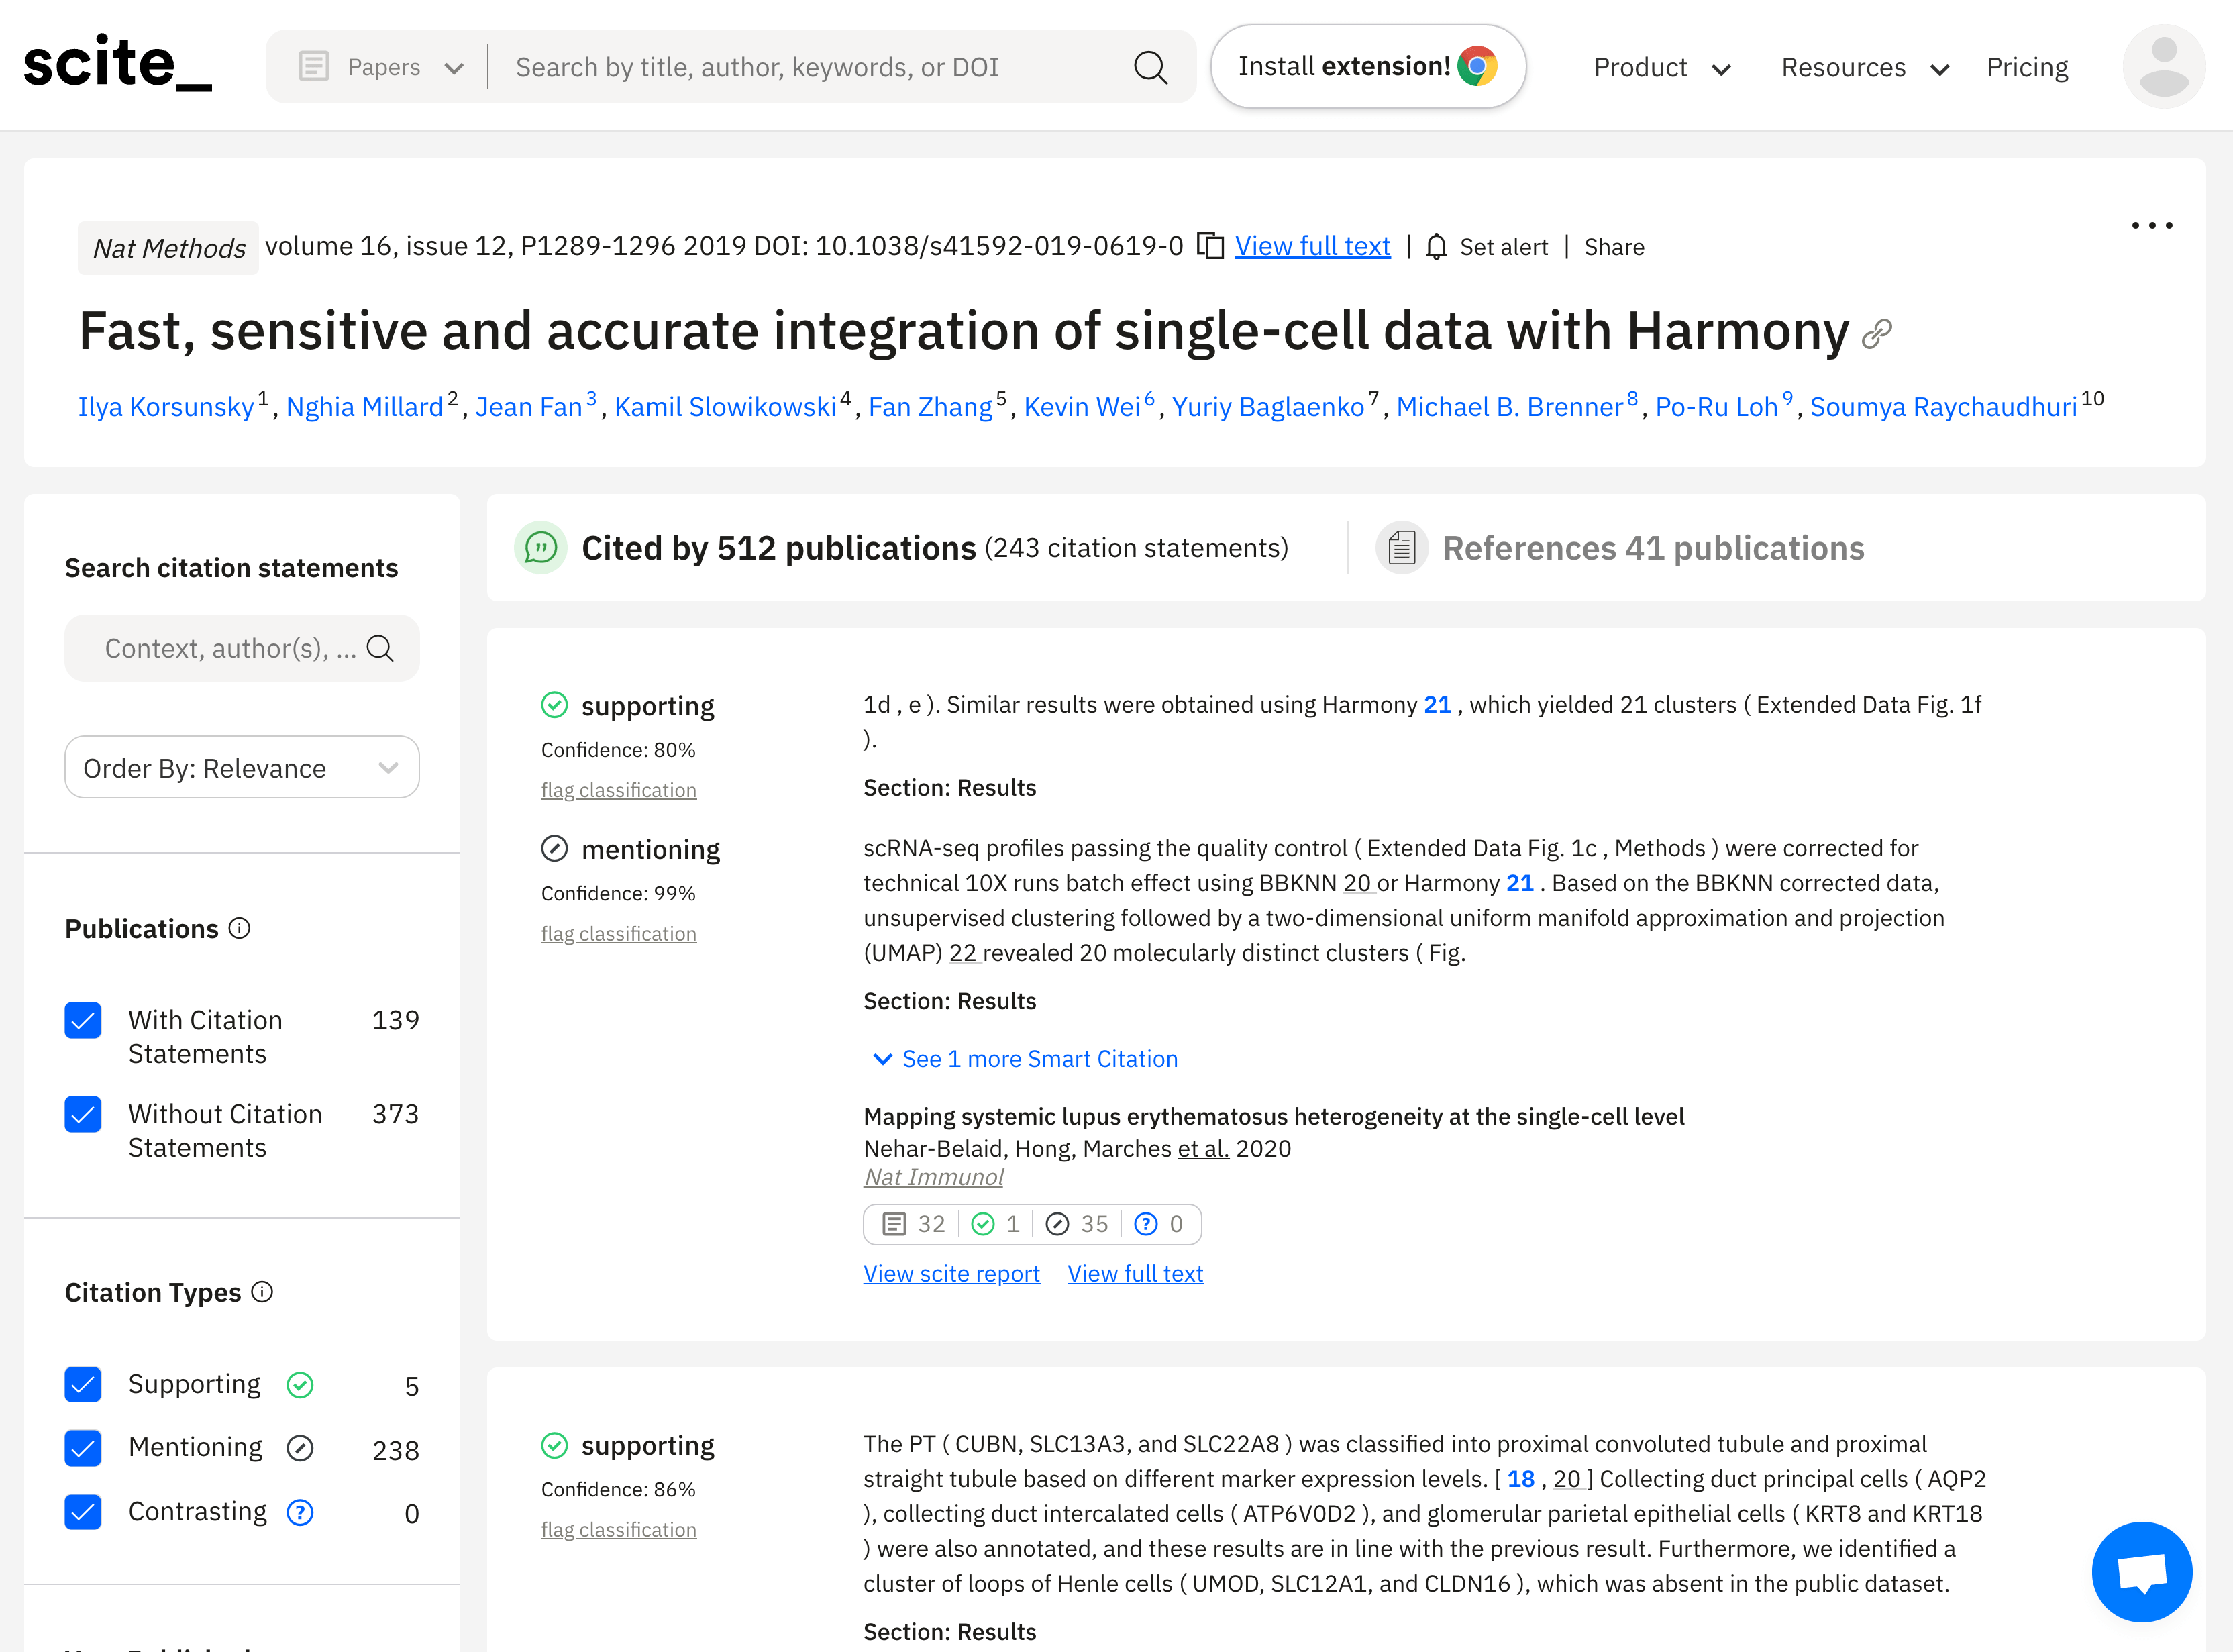 scite_
Papers
Search by title, author, keywords, or DOI
Install extension!
Product
Resources
Pricing
Nat Methods volume 16, issue 12, P1289-1296 2019 DOI: 10.1038/s41592-019-0619-0 View full text | Set alert | Share
Fast, sensitive and accurate integration of single-cell data with Harmony
Ilya Korsunsky 1 , Nghia Millard 2 , Jean Fan 3 , Kamil Slowikowski 4 , Fan Zhang 5 , Kevin Wei 6 , Yuriy Baglaenko 7 , Michael B. Brenner 8 , Po-Ru Loh 9 , Soumya Raychaudhuri 10
Search citation statements
Context, author(s), ...
Order By: Relevance
Publications
With Citation 139
Statements
Without Citation 373
Statements
Citation Types
Supporting 5
Mentioning 238
Contrasting 0
Cited by 512 publications (243 citation statements)
References 41 publications
supporting
Confidence: 80%
flag classification
1d , e ). Similar results were obtained using Harmony 21 , which yielded 21 clusters ( Extended Data Fig. 1f
).
Section: Results
mentioning
Confidence: 99%
flag classification
scRNA-seq profiles passing the quality control ( Extended Data Fig. 1c , Methods ) were corrected for
technical 10X runs batch effect using BBKNN 20 or Harmony 21 . Based on the BBKNN corrected data,
unsupervised clustering followed by a two-dimensional uniform manifold approximation and projection
(UMAP) 22 revealed 20 molecularly distinct clusters ( Fig.
Section: Results
See 1 more Smart Citation
Mapping systemic lupus erythematosus heterogeneity at the single-cell level
Nehar-Belaid, Hong, Marches et al. 2020
Nat Immunol
32 1 35 0
View scite report View full text
supporting
Confidence: 86%
flag classification
The PT ( CUBN, SLC13A3, and SLC22A8 ) was classified into proximal convoluted tubule and proximal
straight tubule based on different marker expression levels. [ 18 , 20 ] Collecting duct principal cells ( AQP2
), collecting duct intercalated cells ( ATP6V0D2 ), and glomerular parietal epithelial cells ( KRT8 and KRT18
) were also annotated, and these results are in line with the previous result. Furthermore, we identified a
cluster of loops of Henle cells ( UMOD, SLC12A1, and CLDN16 ), which was absent in the public dataset.
Section: Results